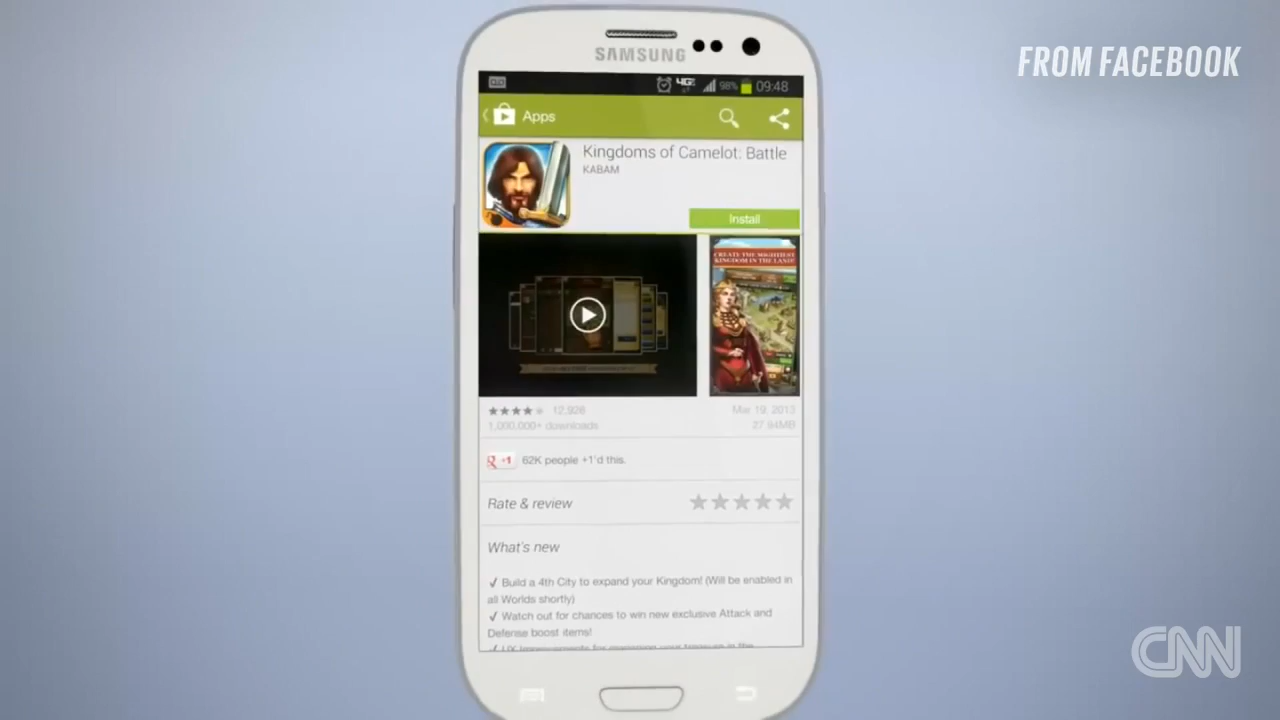 FROM FACEBOOK
SAMSUNG
4G 98% 09:48
Apps
Kingdoms of Camelot: Battle
KABAM
Install
CREATE THE MIGHTIEST
KINGDOM IN THE LAND!
12,928
Mar 19, 2013
1,000,000+ downloads
27.94MB
+1 62K people +1'd this.
Rate & review
What's new
✓ Build a 4th City to expand your Kingdom! (Will be enabled in
all Worlds shortly)
✓ Watch out for chances to win new exclusive Attack and
Defense boost items!
CNN